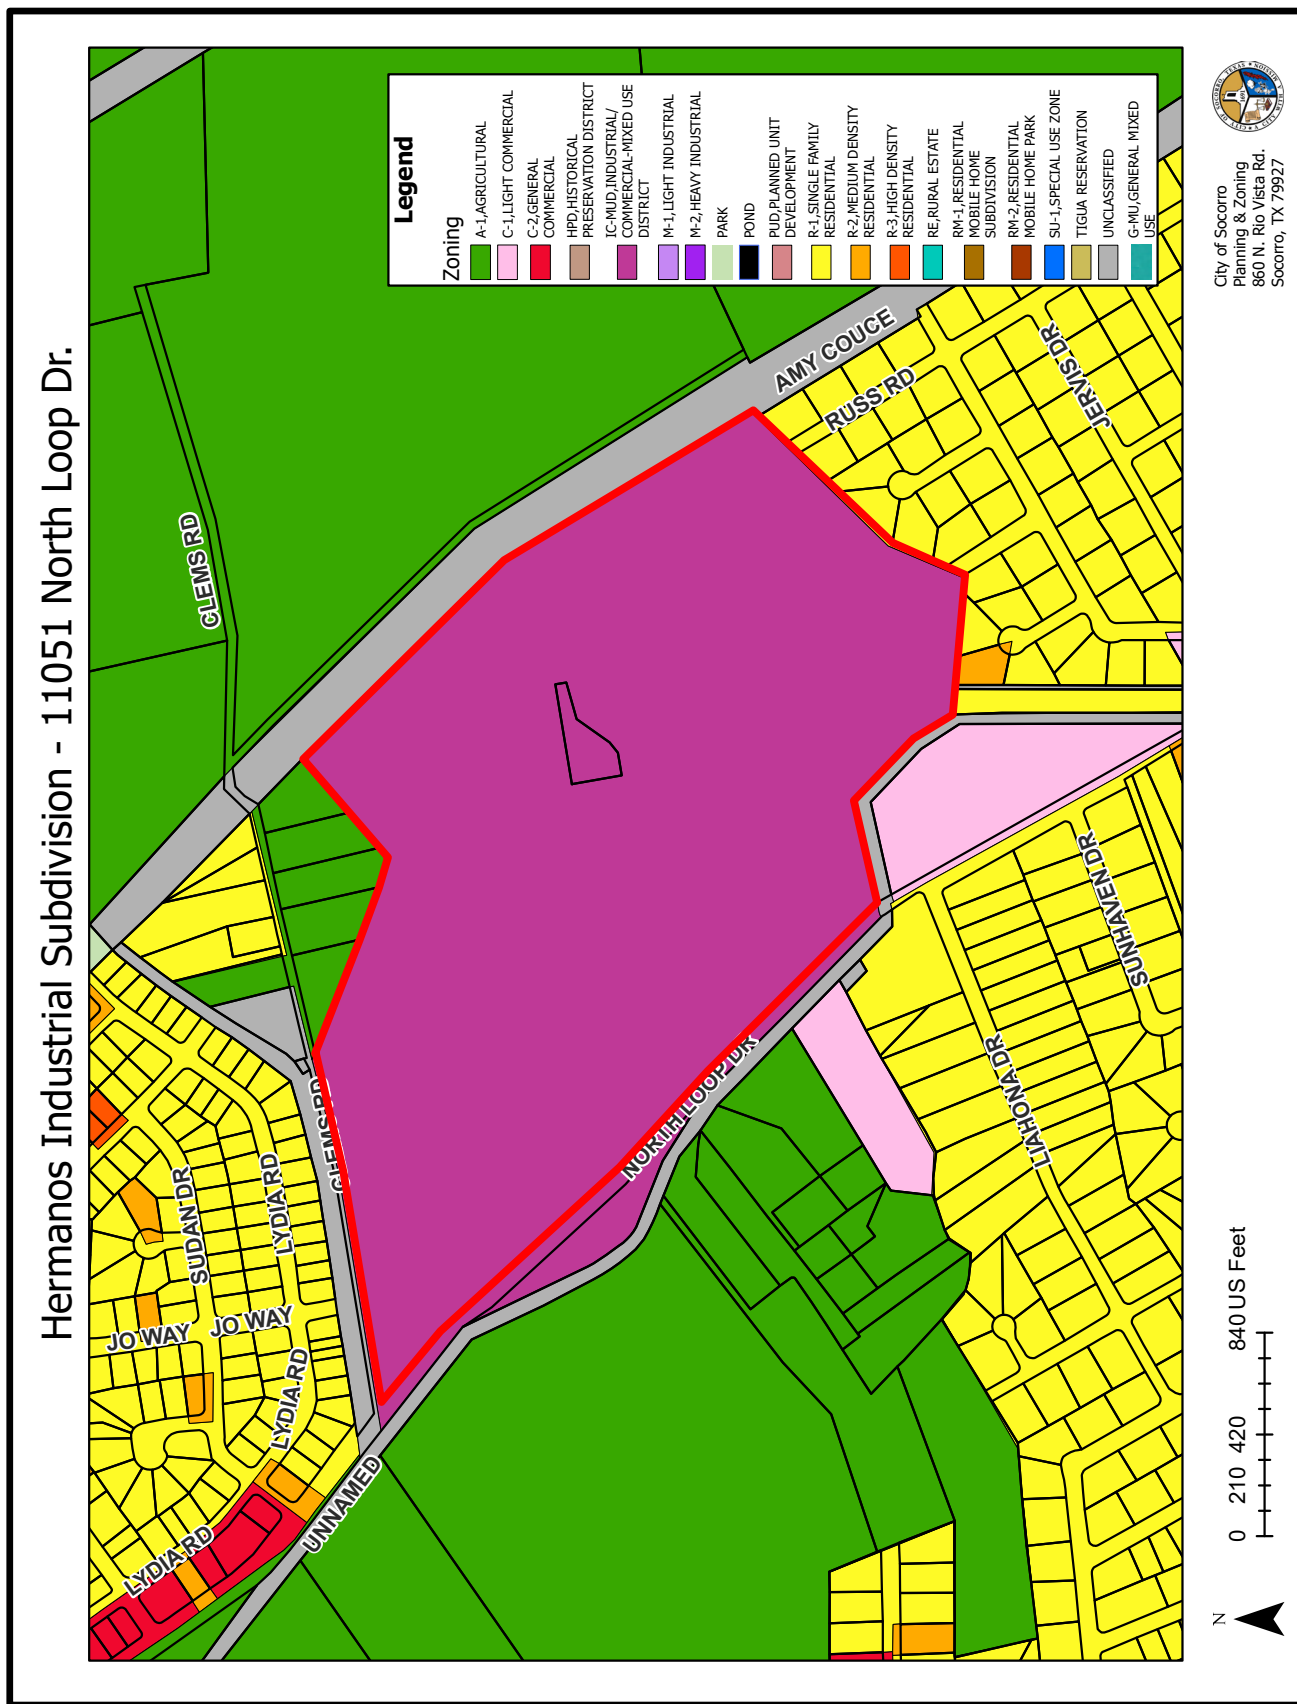 Hermanos Industrial Subdivision - 11051 North Loop Dr.
Legend
Zoning
A-1,AGRICULTURAL
C-1,LIGHT COMMERCIAL
C-2,GENERAL
COMMERCIAL
HPD,HISTORICAL
PRESERVATION DISTRICT
IC-MUD,INDUSTRIAL/
COMMERCIAL-MIXED USE
DISTRICT
M-1,LIGHT INDUSTRIAL
M-2,HEAVY INDUSTRIAL
PARK
POND
PUD,PLANNED UNIT
DEVELOPMENT
R-1,SINGLE FAMILY
RESIDENTIAL
R-2,MEDIUM DENSITY
RESIDENTIAL
R-3,HIGH DENSITY
RESIDENTIAL
RE,RURAL ESTATE
RM-1,RESIDENTIAL
MOBILE HOME
SUBDIVISION
RM-2,RESIDENTIAL
MOBILE HOME PARK
SU-1,SPECIAL USE ZONE
TIGUA RESERVATION
UNCLASSIFIED
G-MU,GENERAL MIXED
USE
CLEMS RD
AMY COUCE
RUSS RD
JERVIS DR
CLEMS RD
SUDAN DR
LYDIA RD
JO WAY
JO WAY
LYDIA RD
LYDIA RD
UNNAMED
NORTH LOOP DR
LIAHONA DR
SUNHAVEN DR
N
0 210 420 840 US Feet
City of Socorro
Planning & Zoning
860 N. Rio Vista Rd.
Socorro, TX 79927